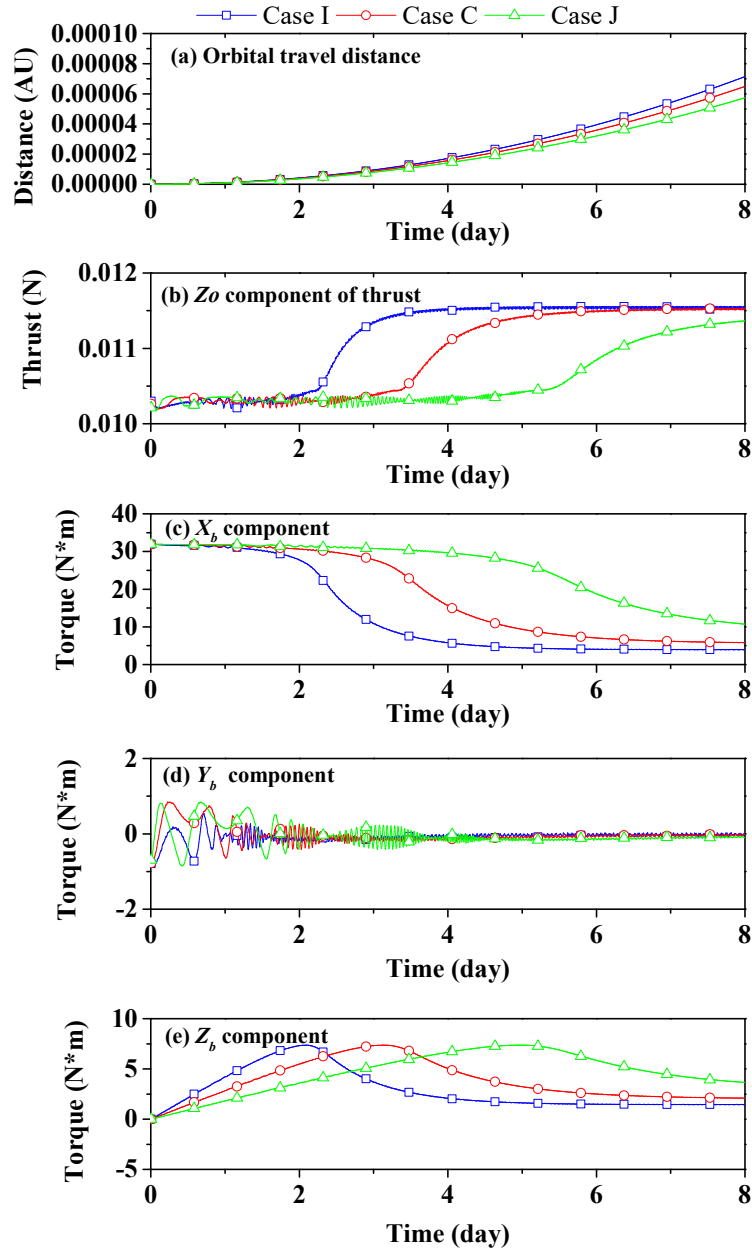 Case I Case C Case J
(a) Orbital travel distance
Distance (AU)
0.00010
0.00008
0.00006
0.00004
0.00002
0.00000
0 2 4 6 8
Time (day)
(b) Zo component of thrust
Thrust (N)
0.012
0.011
0.010
0 2 4 6 8
Time (day)
(c) X_b component
Torque (N*m)
40
30
20
10
0
0 2 4 6 8
Time (day)
(d) Y_b component
Torque (N*m)
2
0
-2
0 2 4 6 8
Time (day)
(e) Z_b component
Torque (N*m)
10
5
0
-5
0 2 4 6 8
Time (day)